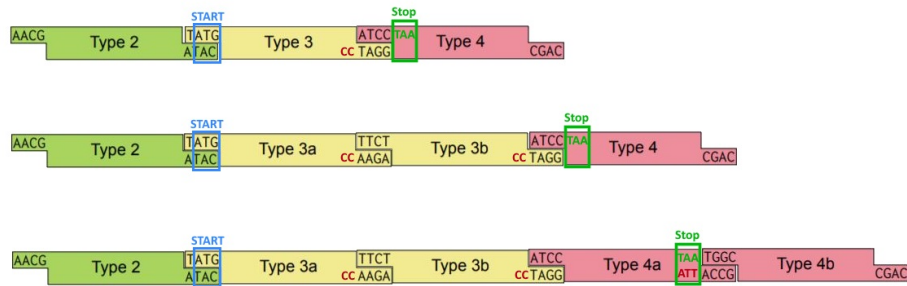 START Stop
AACG Type 2 TATG Type 3 ATCC TAA Type 4
ATAC CC TAGG CGAC
START Stop
AACG Type 2 TATG Type 3a TTCT Type 3b ATCC TAA Type 4
ATAC CC AAGA CC TAGG CGAC
START Stop
AACG Type 2 TATG Type 3a TTCT Type 3b ATCC Type 4a TAA TGGC Type 4b
ATAC CC AAGA CC TAGG ATT ACCG CGAC